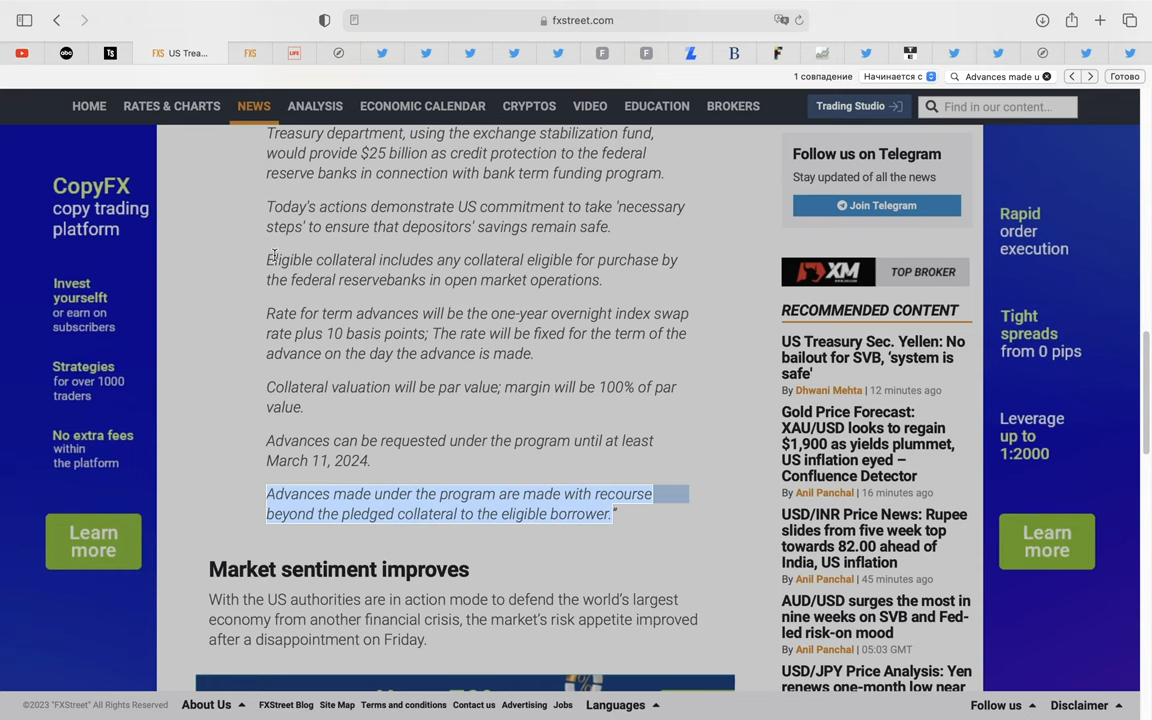 fxstreet.com
abc
TS
FXS US Trea...
FXS
LIFE
F
F
B
F
1 совпадение
Начинается с
Advances made u
Готово
HOME RATES & CHARTS NEWS ANALYSIS ECONOMIC CALENDAR CRYPTOS VIDEO EDUCATION BROKERS
Trading Studio
Find in our content...
CopyFX
copy trading
platform
Invest
yourselft
or earn on
subscribers
Strategies
for over 1000
traders
No extra fees
within
the platform
Learn
more
Treasury department, using the exchange stabilization fund,
would provide $25 billion as credit protection to the federal
reserve banks in connection with bank term funding program.
Today's actions demonstrate US commitment to take 'necessary
steps' to ensure that depositors' savings remain safe.
Eligible collateral includes any collateral eligible for purchase by
the federal reservebanks in open market operations.
Rate for term advances will be the one-year overnight index swap
rate plus 10 basis points; The rate will be fixed for the term of the
advance on the day the advance is made.
Collateral valuation will be par value; margin will be 100% of par
value.
Advances can be requested under the program until at least
March 11, 2024.
Advances made under the program are made with recourse
beyond the pledged collateral to the eligible borrower.”
Market sentiment improves
With the US authorities are in action mode to defend the world’s largest
economy from another financial crisis, the market’s risk appetite improved
after a disappointment on Friday.
Follow us on Telegram
Stay updated of all the news
Join Telegram
XM
TOP BROKER
RECOMMENDED CONTENT
US Treasury Sec. Yellen: No
bailout for SVB, ‘system is
safe’
By Dhwani Mehta | 12 minutes ago
Gold Price Forecast:
XAU/USD looks to regain
$1,900 as yields plummet,
US inflation eyed –
Confluence Detector
By Anil Panchal | 16 minutes ago
USD/INR Price News: Rupee
slides from five week top
towards 82.00 ahead of
India, US inflation
By Anil Panchal | 45 minutes ago
AUD/USD surges the most in
nine weeks on SVB and Fed-
led risk-on mood
By Anil Panchal | 05:03 GMT
USD/JPY Price Analysis: Yen
renews one-month low near
Rapid
order
execution
Tight
spreads
from 0 pips
Leverage
up to
1:2000
Learn
more
©2023 "FXStreet" All Rights Reserved
About Us
FXStreet Blog Site Map Terms and conditions Contact us Advertising Jobs
Languages
Follow us
Disclaimer